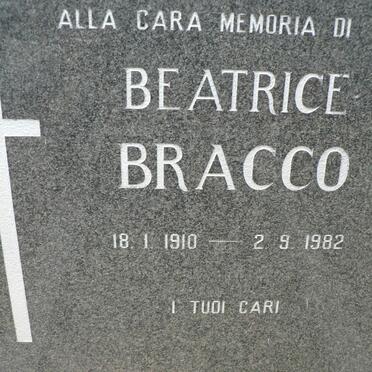 ALLA CARA MEMORIA DI
BEATRICE
BRACCO
18. 1. 1910 — 2. 9. 1982
I TUOI CARI